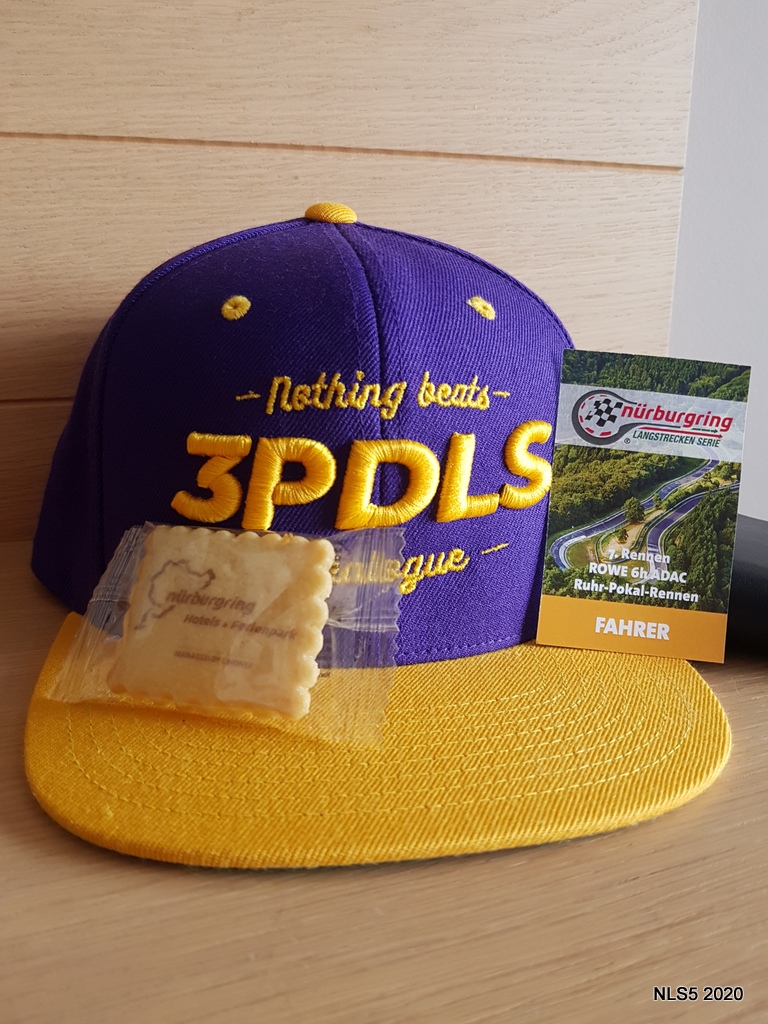 -Nothing beats-
3PDLS
nürburgring
LANGSTRECKEN-SERIE
®
7. Rennen
ROWE 6h ADAC
Ruhr-Pokal-Rennen
FAHRER
nürburgring
Hotels & Ferienpark
NLS5 2020